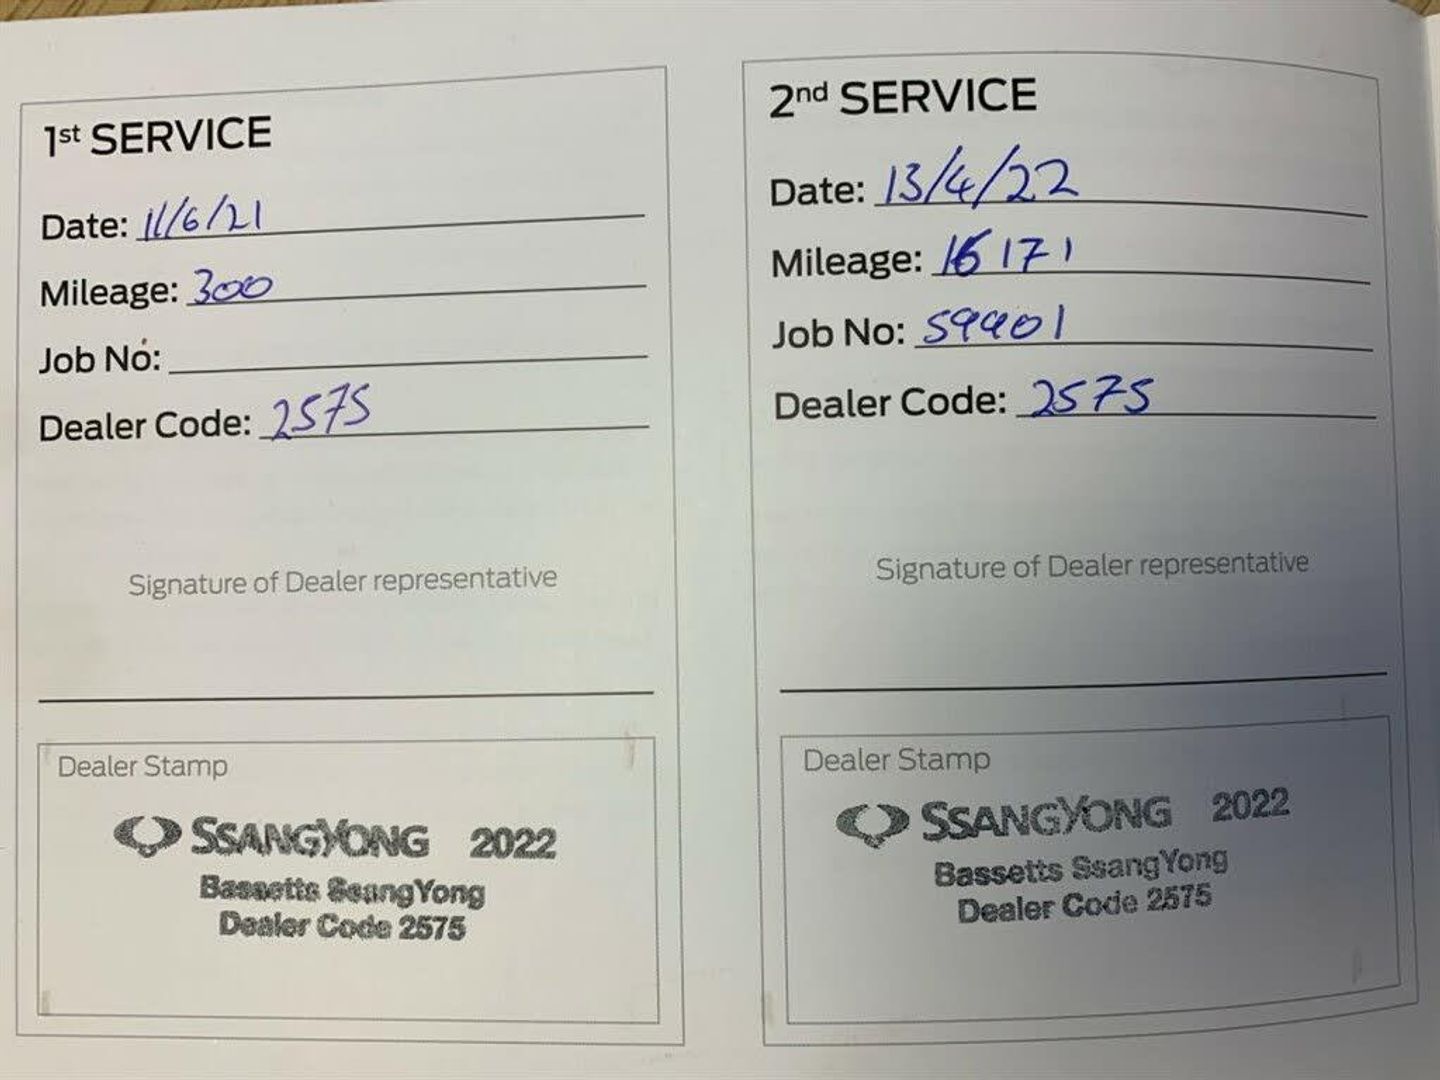 1st SERVICE
Date: 11/6/21
Mileage: 300
Job No:
Dealer Code: 2575
Signature of Dealer representative
Dealer Stamp
SSANGYONG 2022
Bassetts SsangYong
Dealer Code 2575
2nd SERVICE
Date: 13/4/22
Mileage: 16171
Job No: 59901
Dealer Code: 2575
Signature of Dealer representative
Dealer Stamp
SSANGYONG 2022
Bassetts SsangYong
Dealer Code 2575